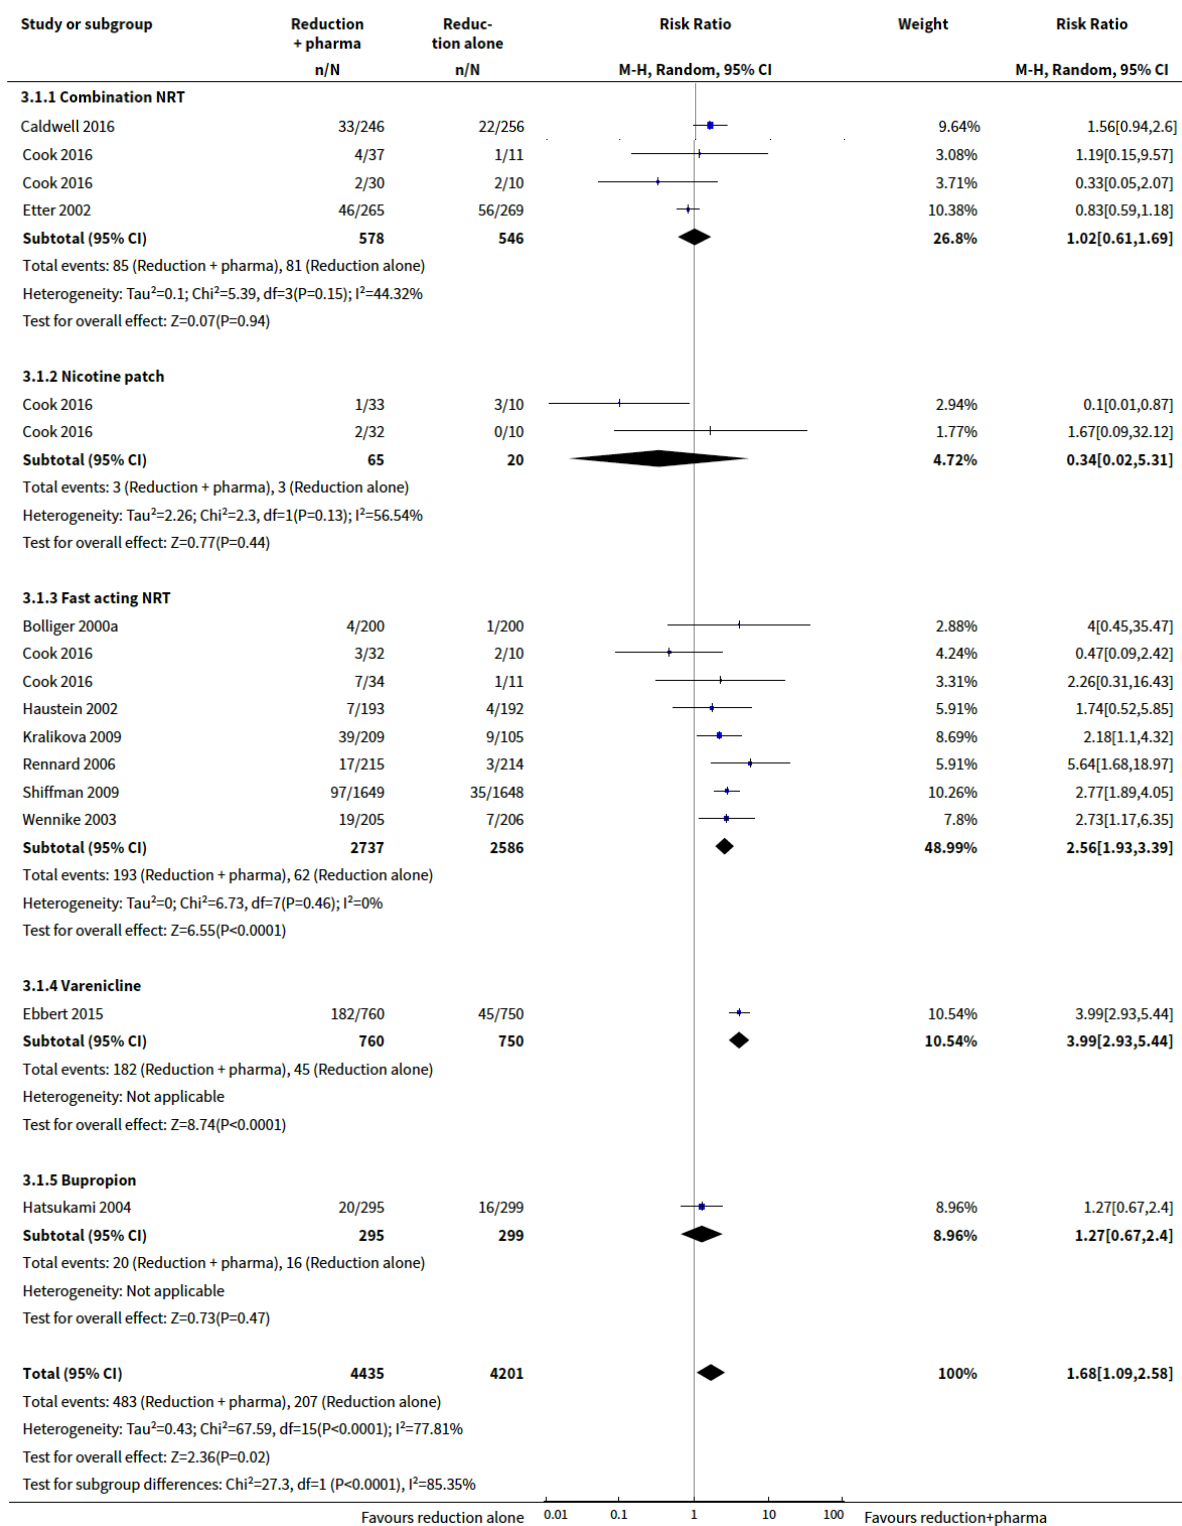 Study or subgroup Reduction + pharma Reduc-tion alone Risk Ratio Weight Risk Ratio
n/N n/N M-H, Random, 95% CI M-H, Random, 95% CI
3.1.1 Combination NRT
Caldwell 2016 33/246 22/256 9.64% 1.56[0.94,2.6]
Cook 2016 4/37 1/11 3.08% 1.19[0.15,9.57]
Cook 2016 2/30 2/10 3.71% 0.33[0.05,2.07]
Etter 2002 46/265 56/269 10.38% 0.83[0.59,1.18]
Subtotal (95% CI) 578 546 26.8% 1.02[0.61,1.69]
Total events: 85 (Reduction + pharma), 81 (Reduction alone)
Heterogeneity: Tau²=0.1; Chi²=5.39, df=3(P=0.15); I²=44.32%
Test for overall effect: Z=0.07(P=0.94)
3.1.2 Nicotine patch
Cook 2016 1/33 3/10 2.94% 0.1[0.01,0.87]
Cook 2016 2/32 0/10 1.77% 1.67[0.09,32.12]
Subtotal (95% CI) 65 20 4.72% 0.34[0.02,5.31]
Total events: 3 (Reduction + pharma), 3 (Reduction alone)
Heterogeneity: Tau²=2.26; Chi²=2.3, df=1(P=0.13); I²=56.54%
Test for overall effect: Z=0.77(P=0.44)
3.1.3 Fast acting NRT
Bolliger 2000a 4/200 1/200 2.88% 4[0.45,35.47]
Cook 2016 3/32 2/10 4.24% 0.47[0.09,2.42]
Cook 2016 7/34 1/11 3.31% 2.26[0.31,16.43]
Haustein 2002 7/193 4/192 5.91% 1.74[0.52,5.85]
Kralikova 2009 39/209 9/105 8.69% 2.18[1.1,4.32]
Rennard 2006 17/215 3/214 5.91% 5.64[1.68,18.97]
Shiffman 2009 97/1649 35/1648 10.26% 2.77[1.89,4.05]
Wennike 2003 19/205 7/206 7.8% 2.73[1.17,6.35]
Subtotal (95% CI) 2737 2586 48.99% 2.56[1.93,3.39]
Total events: 193 (Reduction + pharma), 62 (Reduction alone)
Heterogeneity: Tau²=0; Chi²=6.73, df=7(P=0.46); I²=0%
Test for overall effect: Z=6.55(P<0.0001)
3.1.4 Varenicline
Ebbert 2015 182/760 45/750 10.54% 3.99[2.93,5.44]
Subtotal (95% CI) 760 750 10.54% 3.99[2.93,5.44]
Total events: 182 (Reduction + pharma), 45 (Reduction alone)
Heterogeneity: Not applicable
Test for overall effect: Z=8.74(P<0.0001)
3.1.5 Bupropion
Hatsukami 2004 20/295 16/299 8.96% 1.27[0.67,2.4]
Subtotal (95% CI) 295 299 8.96% 1.27[0.67,2.4]
Total events: 20 (Reduction + pharma), 16 (Reduction alone)
Heterogeneity: Not applicable
Test for overall effect: Z=0.73(P=0.47)
Total (95% CI) 4435 4201 100% 1.68[1.09,2.58]
Total events: 483 (Reduction + pharma), 207 (Reduction alone)
Heterogeneity: Tau²=0.43; Chi²=67.59, df=15(P<0.0001); I²=77.81%
Test for overall effect: Z=2.36(P=0.02)
Test for subgroup differences: Chi²=27.3, df=1 (P<0.0001), I²=85.35%
Favours reduction alone 0.01 0.1 1 10 100 Favours reduction+pharma